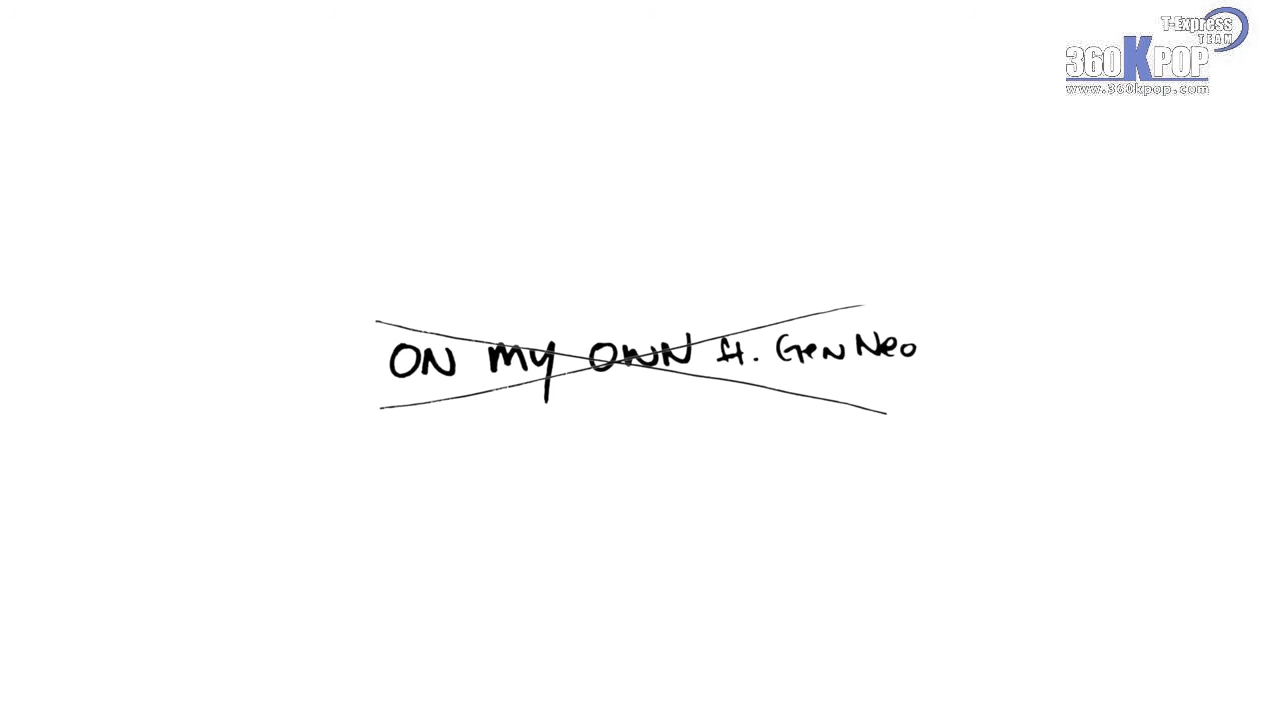 T-Express
TEAM
360KPOP
www.360kpop.com
ON MY OWN ft. Gen Neo